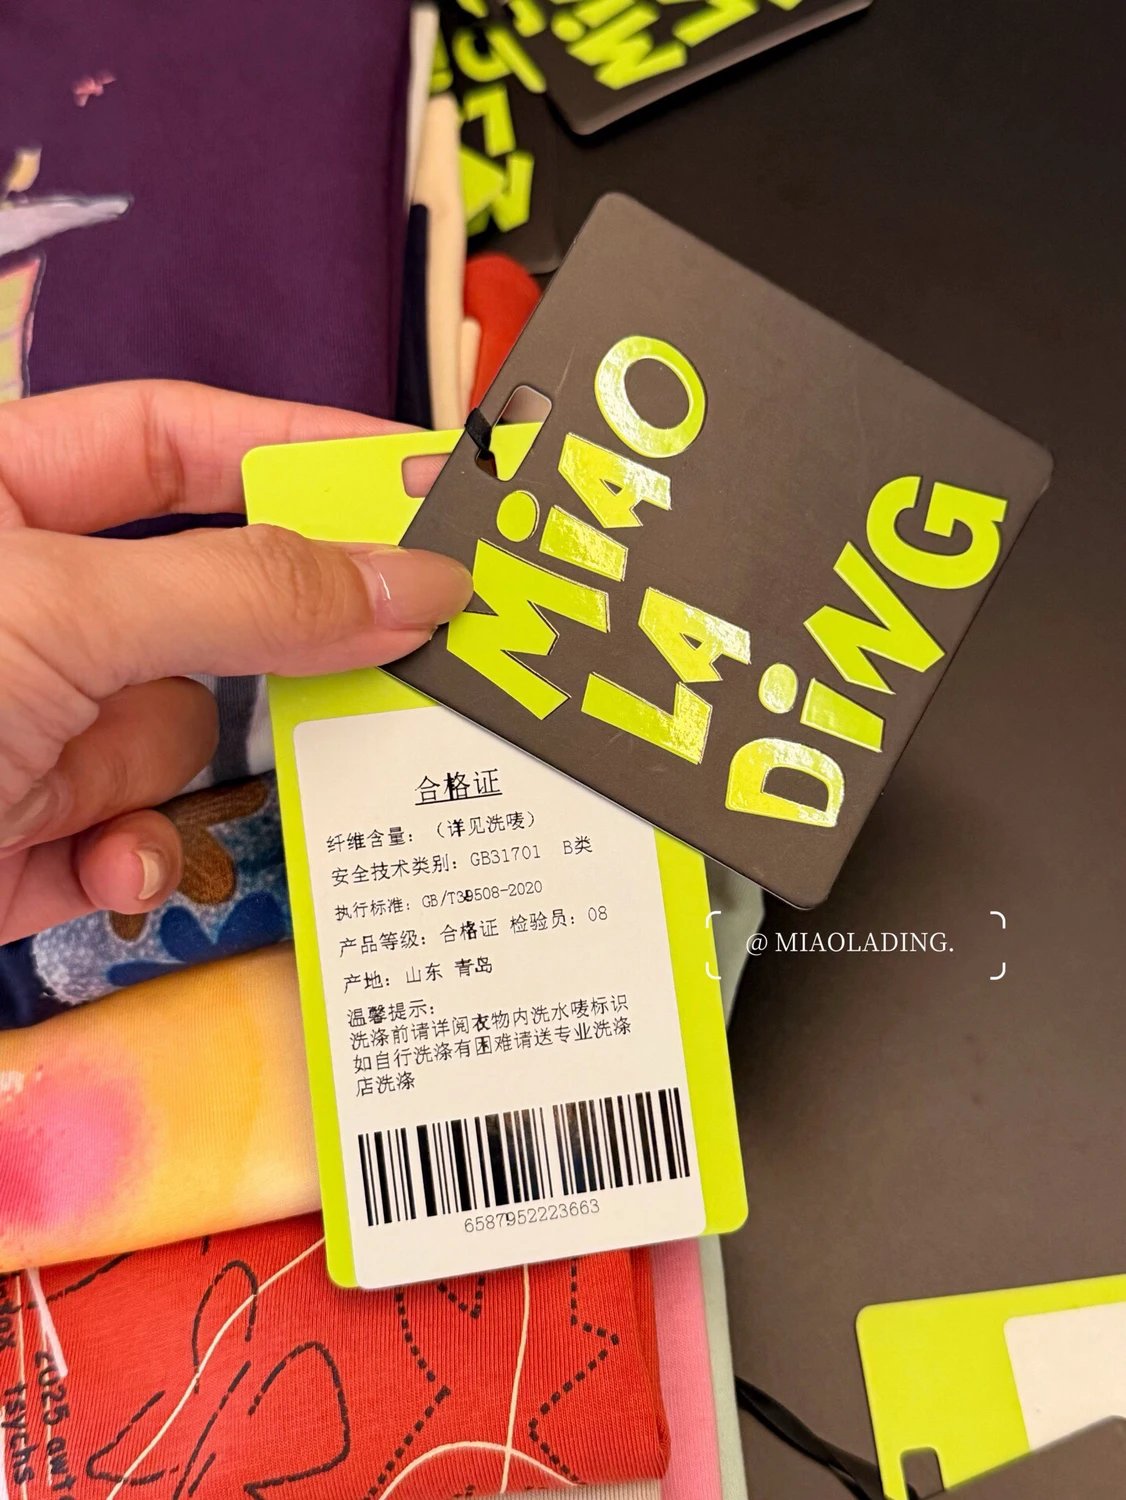 MiAO
LA
DiNG
合格证
纤维含量：（详见洗唛）
安全技术类别：GB31701 B类
执行标准：GB/T39508-2020
产品等级：合格证 检验员：08
产地：山东 青岛
温馨提示：
洗涤前请详阅衣物内洗水唛标识
如自行洗涤有困难请送专业洗涤
店洗涤
6587952223663
@ MIAOLADING.
2025 awt
tsychs